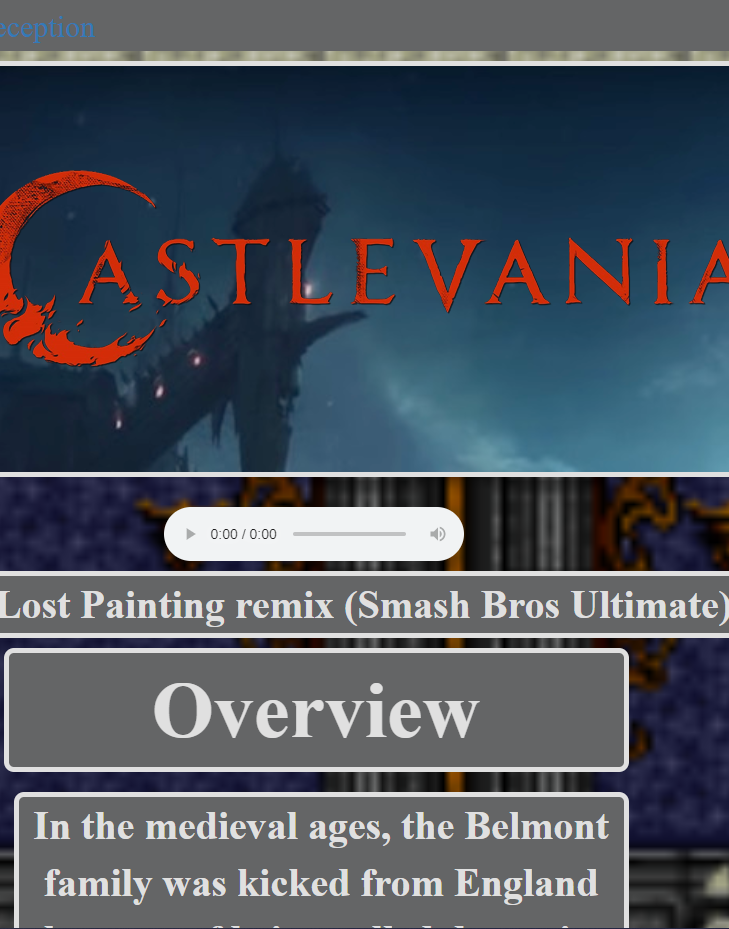 eception
CASTLEVANIA
0:00 / 0:00
Lost Painting remix (Smash Bros Ultimate)
Overview
In the medieval ages, the Belmont
family was kicked from England